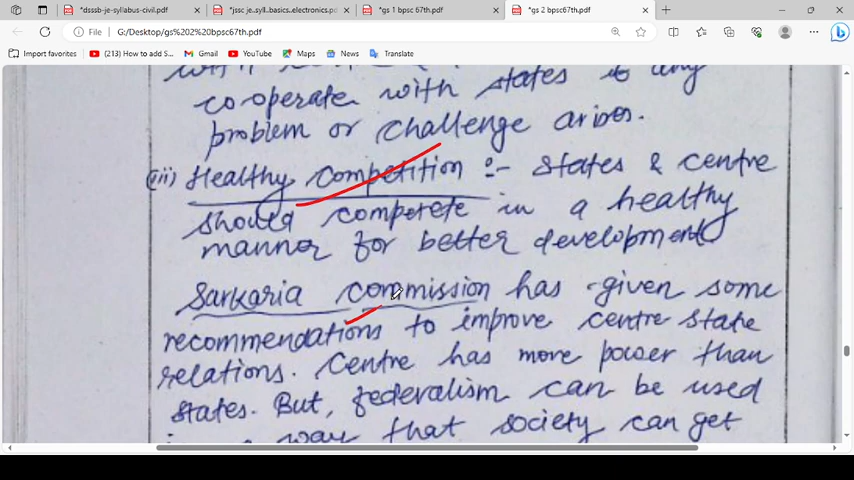 *dsssb-je-syllabus-civil.pdf
*jssc je.syll..basics..electronics.p
*gs 1 bpsc 67th.pdf
*gs 2 bpsc67th.pdf
File G:/Desktop/gs%202%20bpsc67th.pdf
Import favorites
(213) How to add S...
Gmail
YouTube
Maps
News
Translate
cooperate with states if any
problem or challenge arises.
(iii) Healthy competition :- States & centre
should comperete in a healthy
manner for better development
Sarkaria commission has given some
recommendations to improve centre state
relations. Centre has more power than
states. But, federalism can be used
way that society can get